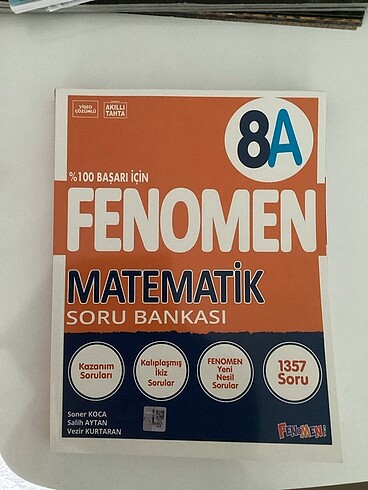 VİDEO
ÇÖZÜMLÜ
AKILLI
TAHTA
8A
%100 BAŞARI İÇİN
FENOMEN
MATEMATİK
SORU BANKASI
Kazanım
Soruları
Kalıplaşmış
İkiz
Sorular
FENOMEN
Yeni
Nesil
Sorular
1357
Soru
Soner KOCA
Salih AYTAN
Vezir KURTARAN
FENOMEN